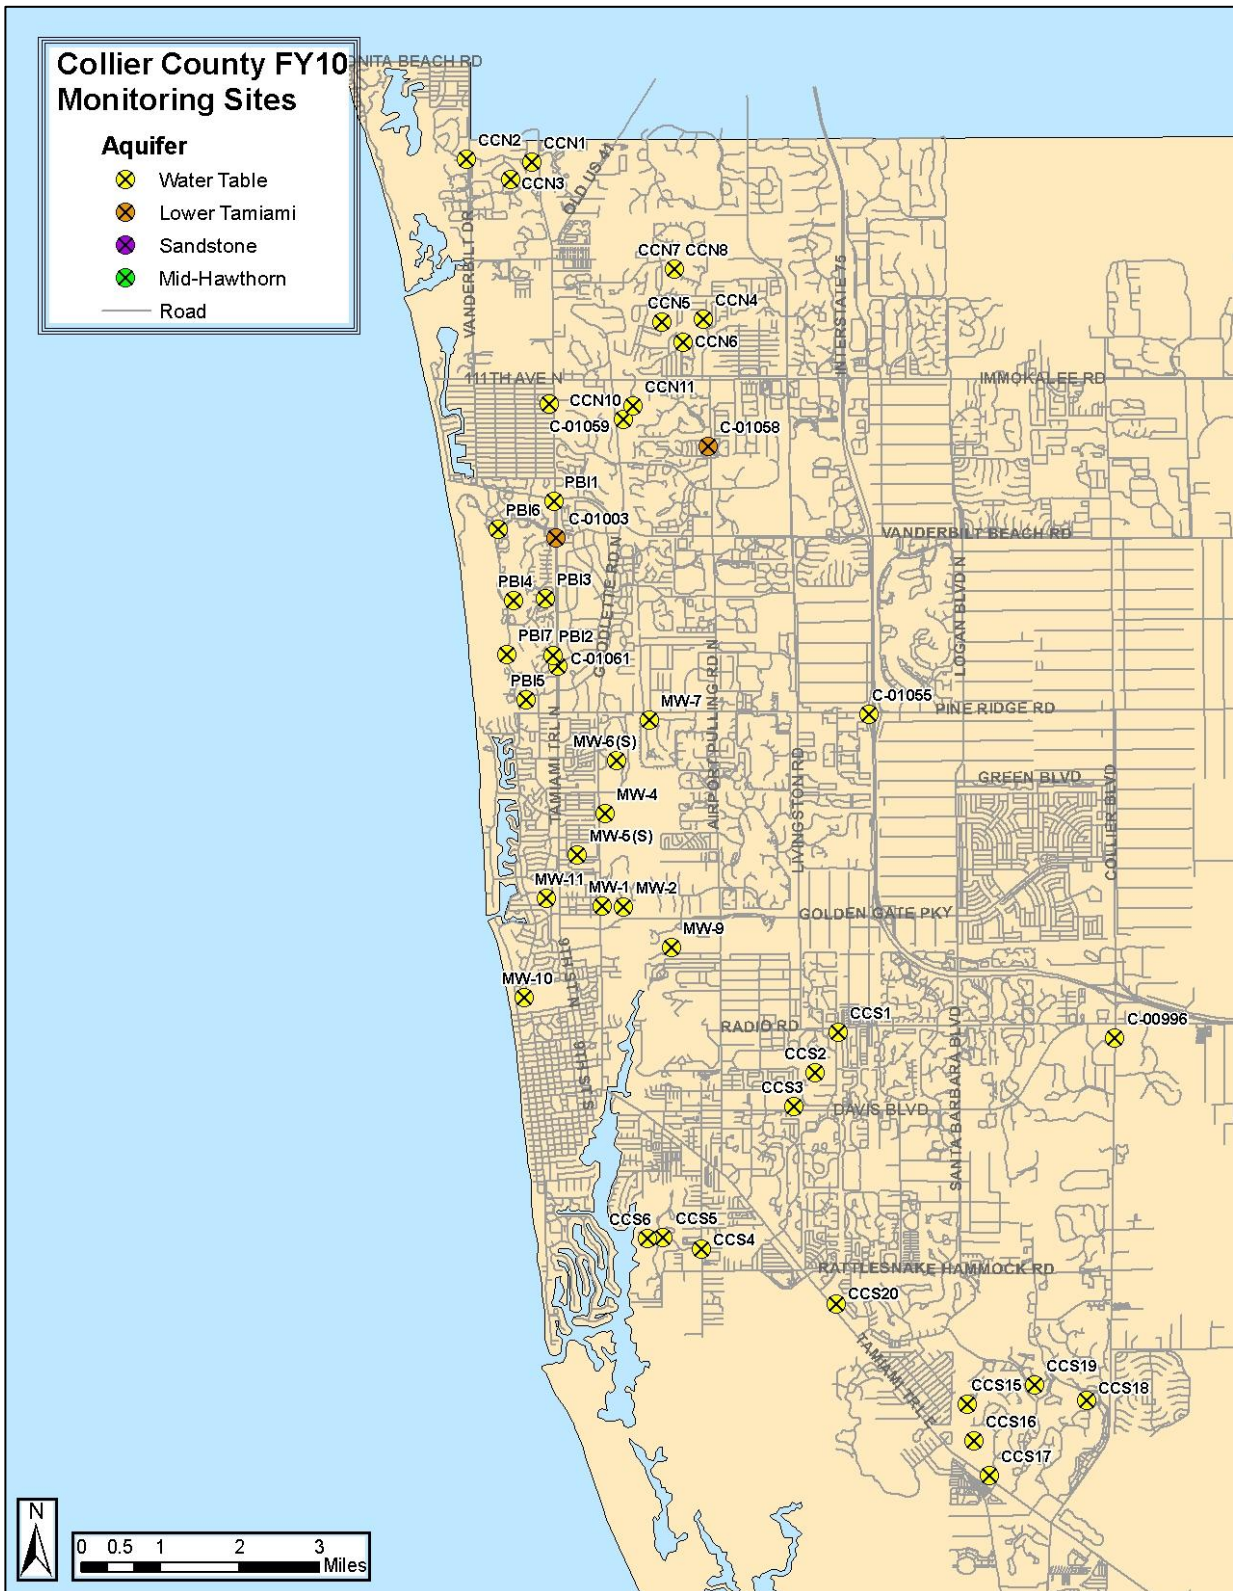 Collier County FY10
Monitoring Sites
Aquifer
Water Table
Lower Tamiami
Sandstone
Mid-Hawthorn
Road
ONITA BEACH RD
CCN2
CCN1
CCN3
OLD US 41
VANDERBILT DR
CCN7 CCN8
INTERSTATE 75
CCN5
CCN4
CCN6
111TH AVE N
IMMOKALEE RD
CCN10
CCN11
C-01059
C-01058
PBI1
PBI6
C-01003
VANDERBILT BEACH RD
GOODLETTE RD N
LOGAN BLVD N
PBI4
PBI3
PBI7
PBI2
C-01061
PBI5
AIRPORT PULLING RD N
MW-7
C-01055
PINE RIDGE RD
TAMIAMI TRL N
MW-6(S)
LIVINGSTON RD
GREEN BLVD
COLLIER BLVD
MW-4
MW-5(S)
MW-11
MW-1
MW-2
GOLDEN GATE PKY
MW-9
9TH ST N
MW-10
RADIO RD
CCS1
C-00996
SANTA BARBARA BLVD
CCS2
9TH ST S
CCS3
DAVIS BLVD
CCS6
CCS5
CCS4
RATTLESNAKE HAMMOCK RD
CCS20
TAMIAMI TRL E
CCS19
CCS15
CCS18
CCS16
CCS17
N
0 0.5 1 2 3
Miles